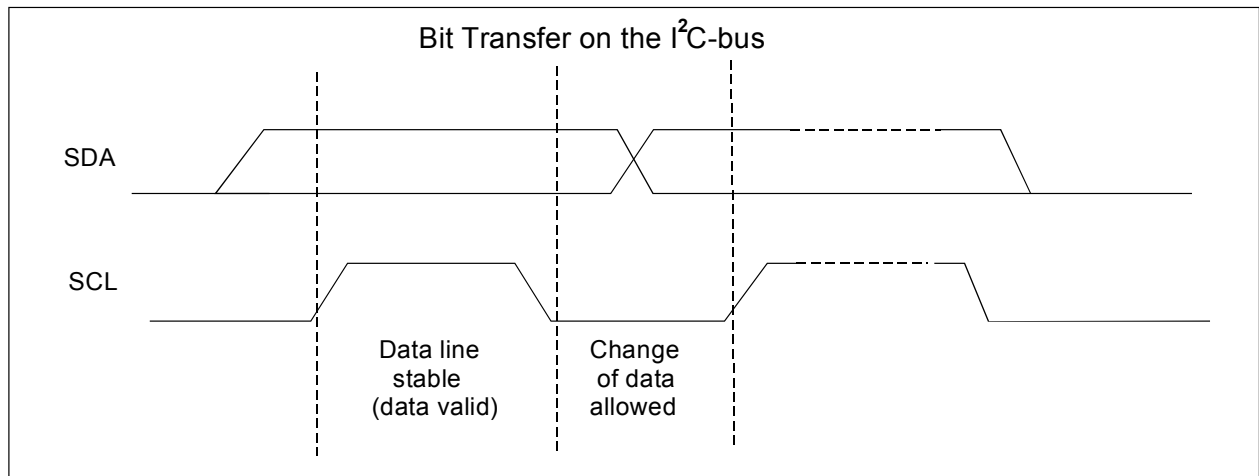 Bit Transfer on the I²C-bus
SDA
SCL
Data line
stable
(data valid)
Change
of data
allowed